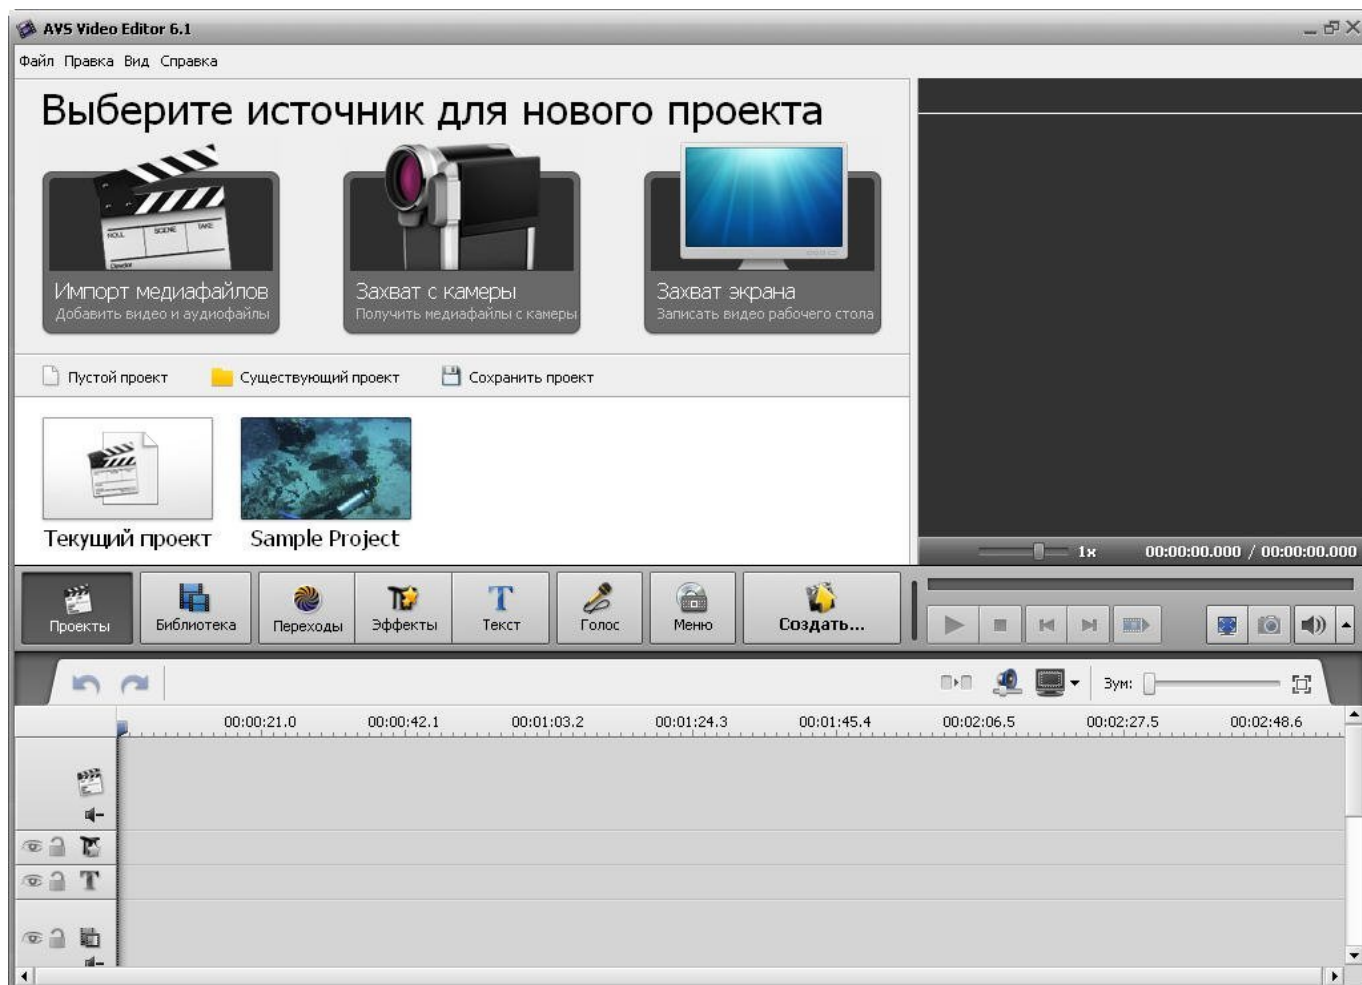 AVS Video Editor 6.1
Файл Правка Вид Справка
Выберите источник для нового проекта
ROLL SCENE TAKE
Director
Импорт медиафайлов
Добавить видео и аудиофайлы
Захват с камеры
Получить медиафайлы с камеры
Захват экрана
Записать видео рабочего стола
Пустой проект
Существующий проект
Сохранить проект
Текущий проект
Sample Project
1x
00:00:00.000 / 00:00:00.000
Проекты
Библиотека
Переходы
Эффекты
Текст
Голос
Меню
Создать...
Зум:
00:00:21.0 00:00:42.1 00:01:03.2 00:01:24.3 00:01:45.4 00:02:06.5 00:02:27.5 00:02:48.6